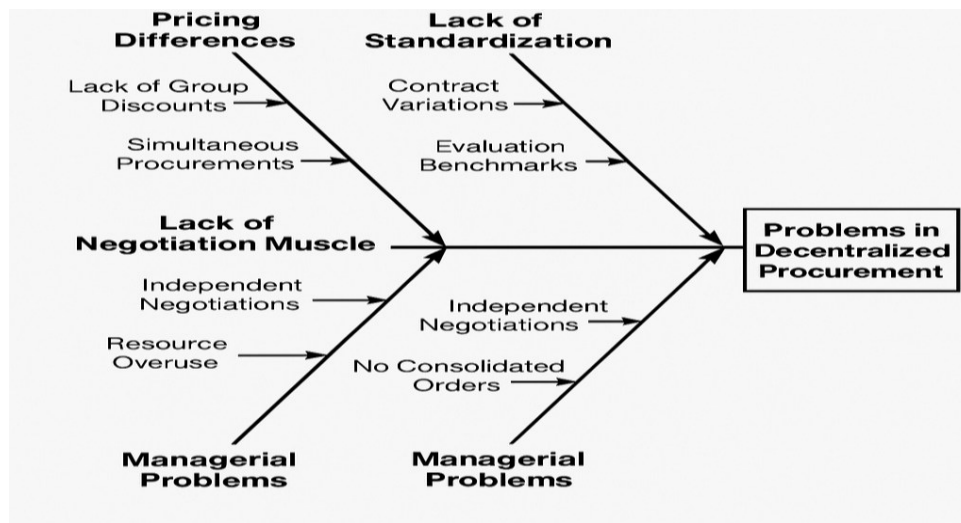 Pricing
Differences
Lack of Group
Discounts
Simultaneous
Procurements
Lack of
Standardization
Contract
Variations
Evaluation
Benchmarks
Lack of
Negotiation Muscle
Problems in
Decentralized
Procurement
Independent
Negotiations
Resource
Overuse
Managerial
Problems
Independent
Negotiations
No Consolidated
Orders
Managerial
Problems